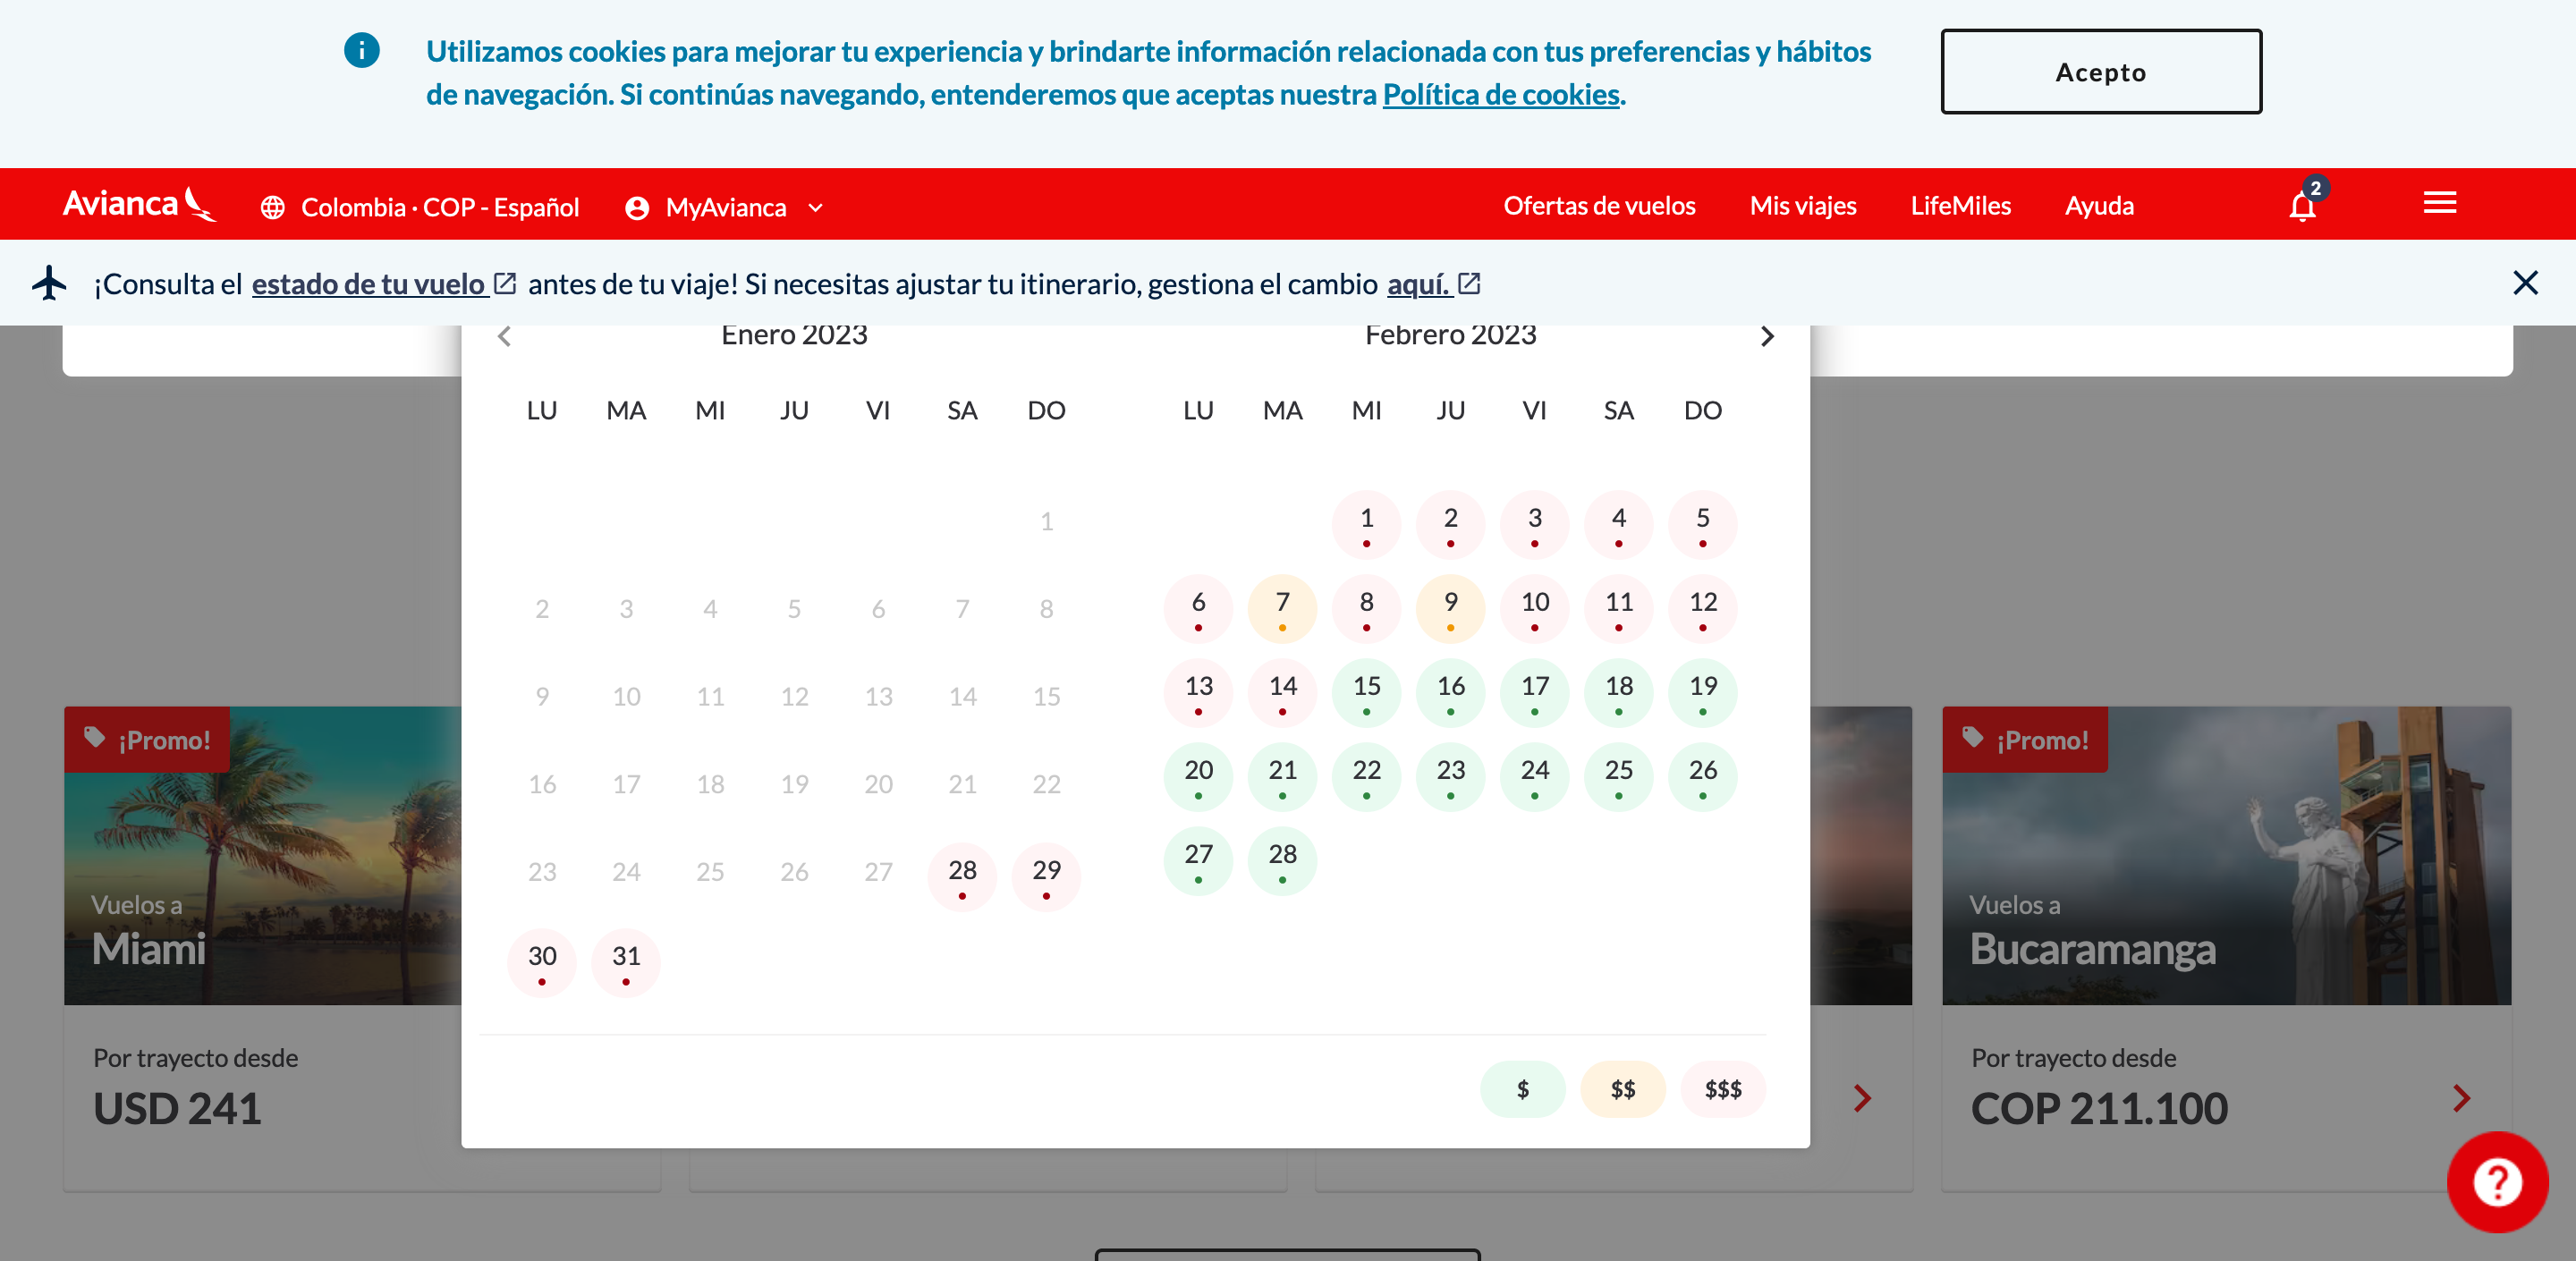 Utilizamos cookies para mejorar tu experiencia y brindarte información relacionada con tus preferencias y hábitos
de navegación. Si continúas navegando, entenderemos que aceptas nuestra Política de cookies.
Acepto
Avianca
Colombia · COP - Español
MyAvianca
Ofertas de vuelos
Mis viajes
LifeMiles
Ayuda
2
¡Consulta el estado de tu vuelo antes de tu viaje! Si necesitas ajustar tu itinerario, gestiona el cambio aquí.
Enero 2023
LU MA MI JU VI SA DO
1
2 3 4 5 6 7 8
9 10 11 12 13 14 15
16 17 18 19 20 21 22
23 24 25 26 27 28 29
30 31
Febrero 2023
LU MA MI JU VI SA DO
1 2 3 4 5
6 7 8 9 10 11 12
13 14 15 16 17 18 19
20 21 22 23 24 25 26
27 28
$ $$ $$$
¡Promo!
Vuelos a
Miami
Por trayecto desde
USD 241
¡Promo!
Vuelos a
Bucaramanga
Por trayecto desde
COP 211.100
?